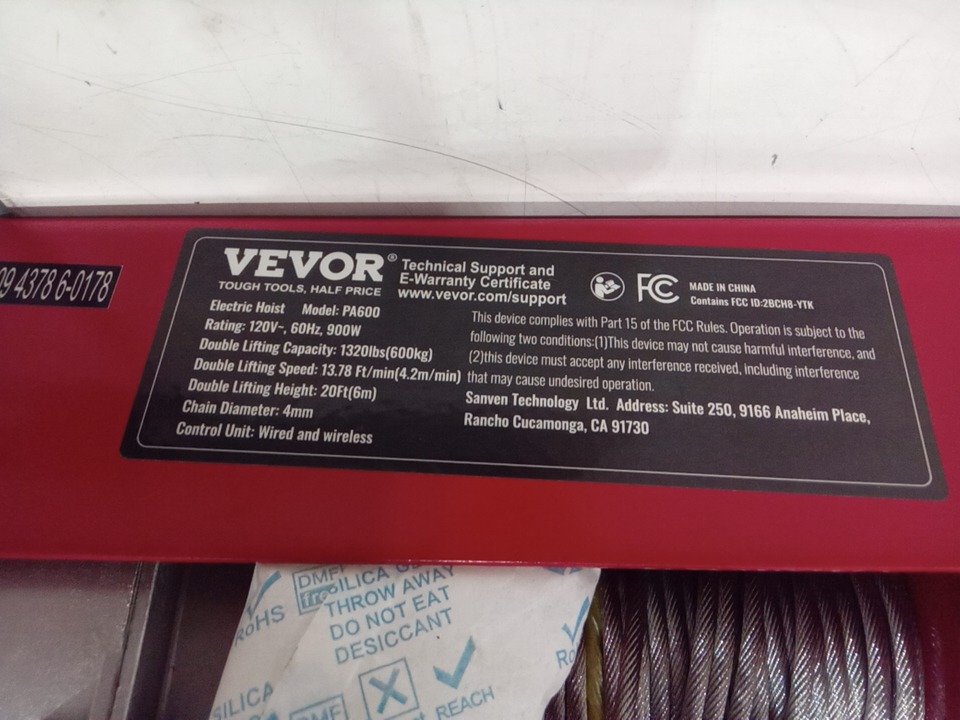 09 4378 6-0178
VEVOR®
TOUGH TOOLS, HALF PRICE
Technical Support and
E-Warranty Certificate
www.vevor.com/support
FC
MADE IN CHINA
Contains FCC ID:2BCH8-YTK
Electric Hoist Model: PA600
Rating: 120V~, 60Hz, 900W
Double Lifting Capacity: 1320lbs(600kg)
Double Lifting Speed: 13.78 Ft/min(4.2m/min)
Double Lifting Height: 20Ft(6m)
Chain Diameter: 4mm
Control Unit: Wired and wireless
This device complies with Part 15 of the FCC Rules. Operation is subject to the
following two conditions:(1)This device may not cause harmful interference, and
(2)this device must accept any interference received, including interference
that may cause undesired operation.
Sanven Technology Ltd. Address: Suite 250, 9166 Anaheim Place,
Rancho Cucamonga, CA 91730
RoHS
DMF
free
SILICA
THROW AWAY
DO NOT EAT
DESICCANT
SILICA
DMF
REACH